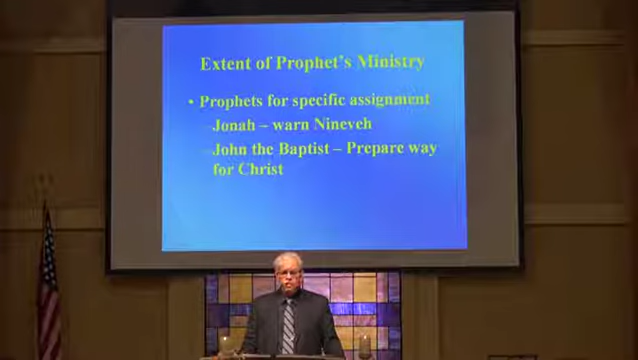 Extent of Prophet's Ministry
• Prophets for specific assignment
–Jonah – warn Nineveh
–John the Baptist – Prepare way
for Christ